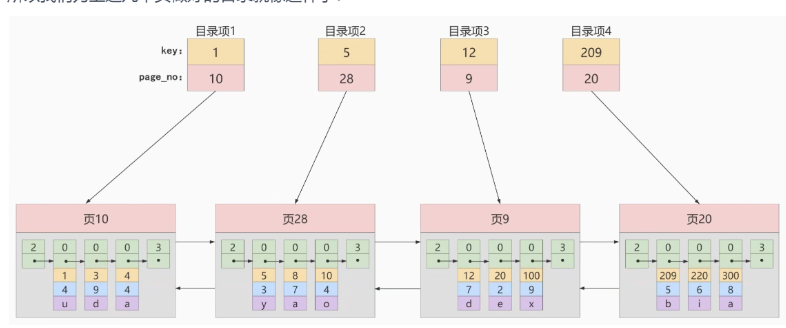 目录项1 目录项2 目录项3 目录项4
key: 1 5 12 209
page_no: 10 28 9 20
页10 页28 页9 页20
2 0 0 0 3 2 0 0 0 3 2 0 0 0 3 2 0 0 0 3
1 3 4 5 8 10 12 20 100 209 220 300
4 9 4 3 7 4 7 2 9 5 6 8
u d a y a o d e x b i a